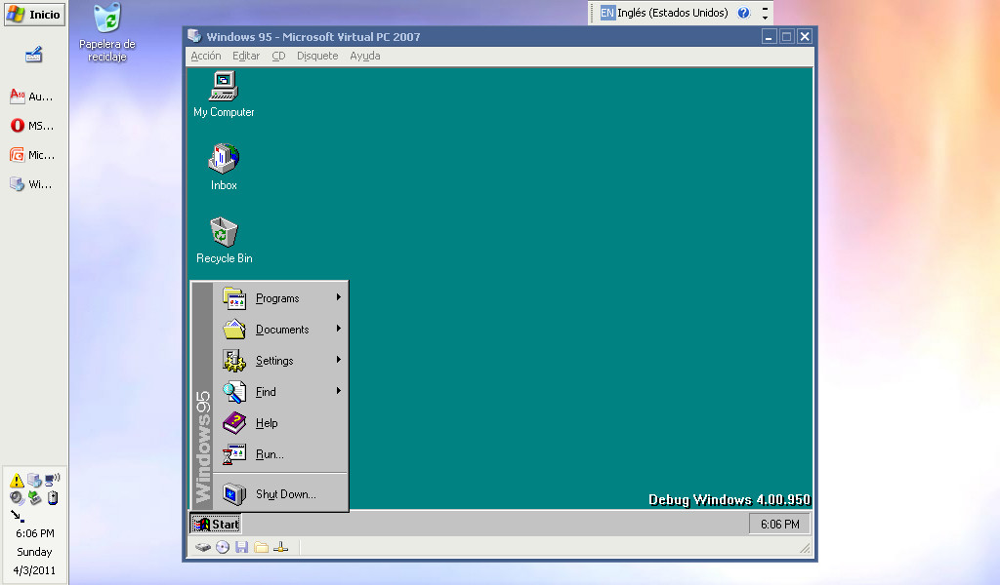 Inicio
Papelera de
reciclaje
EN Inglés (Estados Unidos)
Au...
MS...
Mic...
Wi...
Windows 95 - Microsoft Virtual PC 2007
Acción Editar CD Disquete Ayuda
My Computer
Inbox
Recycle Bin
Programs
Documents
Settings
Find
Help
Run...
Shut Down...
Windows95
Debug Windows 4.00.950
Start
6:06 PM
6:06 PM
Sunday
4/3/2011